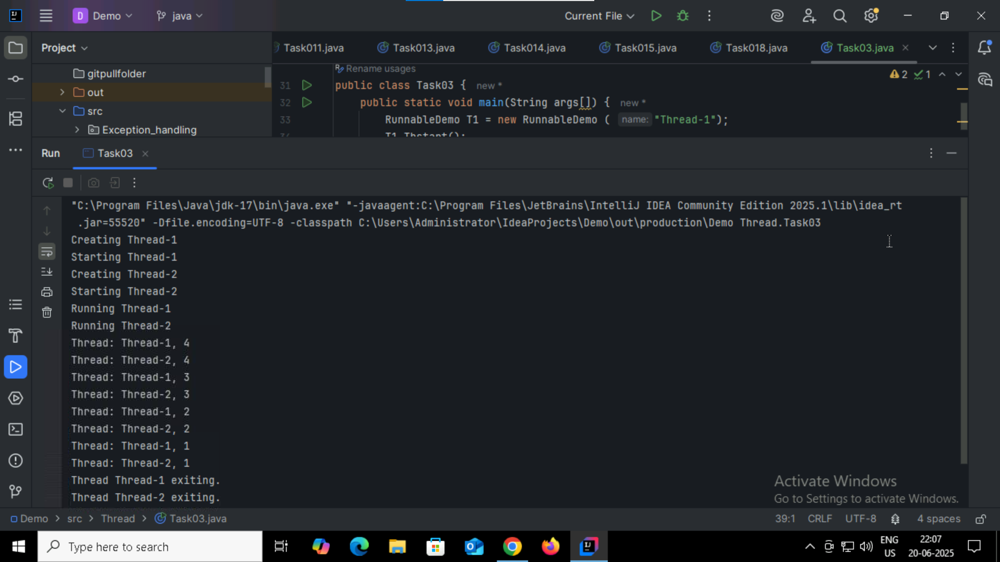 D Demo java Current File
Project Task011.java Task013.java Task014.java Task015.java Task018.java Task03.java
gitpullfolder
out
src
Exception_handling
Rename usages
2 1
31 public class Task03 { new *
32 public static void main(String args[]) { new *
33 RunnableDemo T1 = new RunnableDemo ( name: "Thread-1");
34 T1.Thstart();
Run Task03
"C:\Program Files\Java\jdk-17\bin\java.exe" "-javaagent:C:\Program Files\JetBrains\IntelliJ IDEA Community Edition 2025.1\lib\idea_rt
.jar=55520" -Dfile.encoding=UTF-8 -classpath C:\Users\Administrator\IdeaProjects\Demo\out\production\Demo Thread.Task03
Creating Thread-1
Starting Thread-1
Creating Thread-2
Starting Thread-2
Running Thread-1
Running Thread-2
Thread: Thread-1, 4
Thread: Thread-2, 4
Thread: Thread-1, 3
Thread: Thread-2, 3
Thread: Thread-1, 2
Thread: Thread-2, 2
Thread: Thread-1, 1
Thread: Thread-2, 1
Thread Thread-1 exiting.
Thread Thread-2 exiting.
Activate Windows
Go to Settings to activate Windows.
Demo > src > Thread > Task03.java 39:1 CRLF UTF-8 4 spaces
Type here to search
ENG
US
22:07
20-06-2025